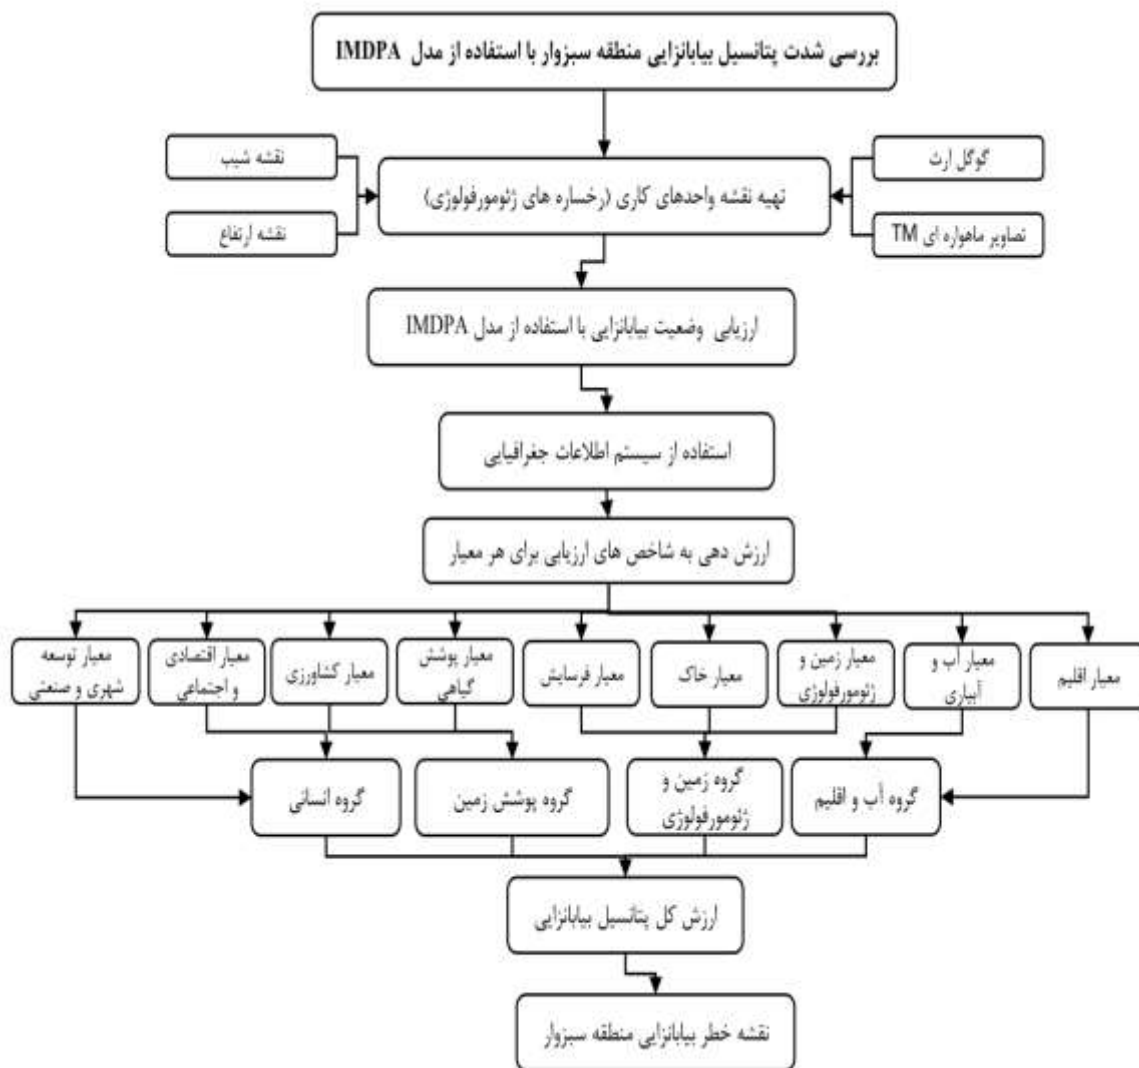 بررسی شدت پتانسیل بیابانزایی منطقه سبزوار با استفاده از مدل IMDPA
گوگل ارث
نقشه شیب
تهیه نقشه واحدهای کاری (رخساره های ژئومورفولوژی)
تصاویر ماهواره ای TM
نقشه ارتفاع
ارزیابی وضعیت بیابانزایی با استفاده از مدل IMDPA
استفاده از سیستم اطلاعات جغرافیایی
ارزش دهی به شاخص های ارزیابی برای هر معیار
معیار اقلیم
معیار آب و
آبیاری
معیار زمین و
ژئومورفولوژی
معیار خاک
معیار فرسایش
معیار پوشش
گیاهی
معیار کشاورزی
معیار اقتصادی
و اجتماعی
معیار توسعه
شهری و صنعتی
گروه آب و اقلیم
گروه زمین و
ژئومورفولوژی
گروه پوشش زمین
گروه انسانی
ارزش کل پتانسیل بیابانزایی
نقشه خطر بیابانزایی منطقه سبزوار